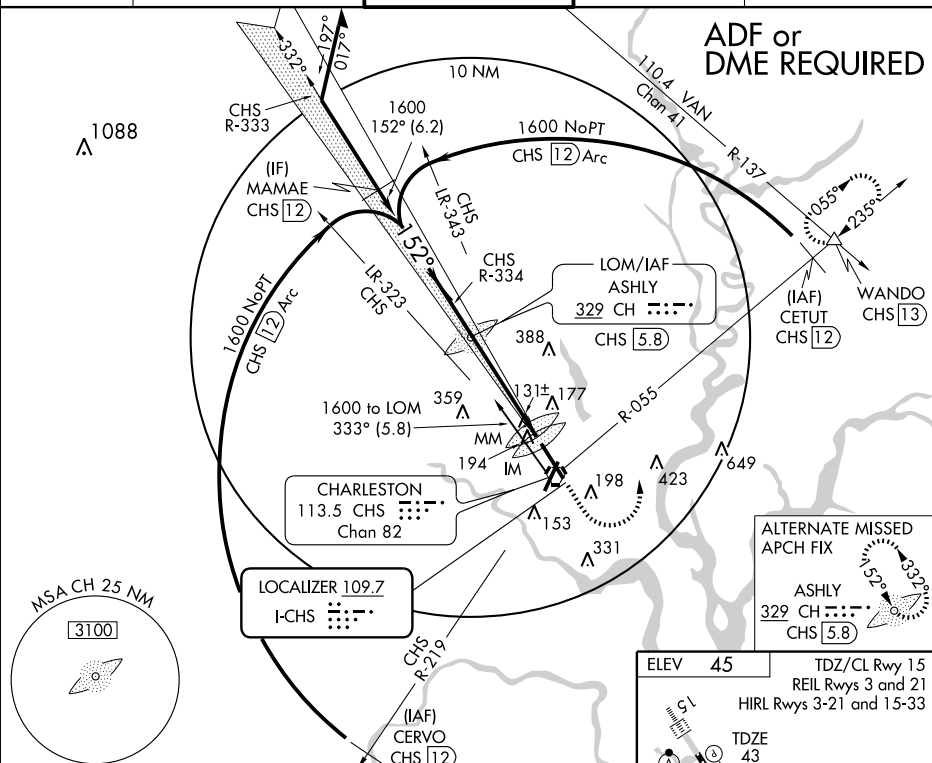 ADF or
DME REQUIRED
197°
017°
332°
10 NM
110.4 VAN
Chan 41
R-137
CHS
R-333
1600
152° (6.2)
1600 NoPT
CHS 12 Arc
1088
(IF)
MAMAE
CHS 12
CHS
LR-343
055°
235°
152°
CHS
R-334
LR-323
CHS
LOM/IAF
ASHLY
329 CH
CHS 5.8
(IAF)
CETUT
CHS 12
WANDO
CHS 13
1600 NoPT
CHS 12 Arc
388
R-055
359
131±
177
1600 to LOM
333° (5.8)
MM
194
IM
198
423
649
CHARLESTON
113.5 CHS
Chan 82
153
331
ALTERNATE MISSED
APCH FIX
152°
332°
ASHLY
329 CH
CHS 5.8
LOCALIZER 109.7
I-CHS
MSA CH 25 NM
3100
CHS
R-219
(IAF)
CERVO
CHS 12
ELEV 45
TDZ/CL Rwy 15
REIL Rwys 3 and 21
HIRL Rwys 3-21 and 15-33
15
P
A
TDZE
43